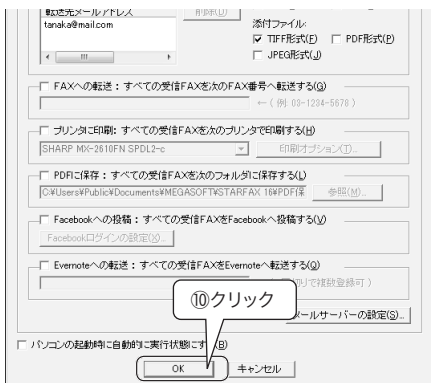 転送先メールアドレス
削除(U)
tanaka@mail.com
添付ファイル:
TIFF形式(F) PDF形式(P)
JPEG形式(J)
FAXへの転送：すべての受信FAXを次のFAX番号へ転送する(G)
←( 例: 03-1234-5678 )
プリンタに印刷: すべての受信FAXを次のプリンタで印刷する(H)
SHARP MX-2610FN SPDL2-c 印刷オプション(T)...
PDFに保存：すべての受信FAXを次のフォルダに保存する(L)
C:¥Users¥Public¥Documents¥MEGASOFT¥STARFAX 16¥PDF(保 参照(M)...
Facebookへの投稿：すべての受信FAXをFacebookへ投稿する(V)
Facebookログインの設定(X)...
Evernoteへの転送：すべての受信FAXをEvernoteへ転送する(Q)
切りで複数登録可 )
⑩クリック
メールサーバーの設定(S)...
パソコンの起動時に自動的に実行状態にす (B)
OK キャンセル